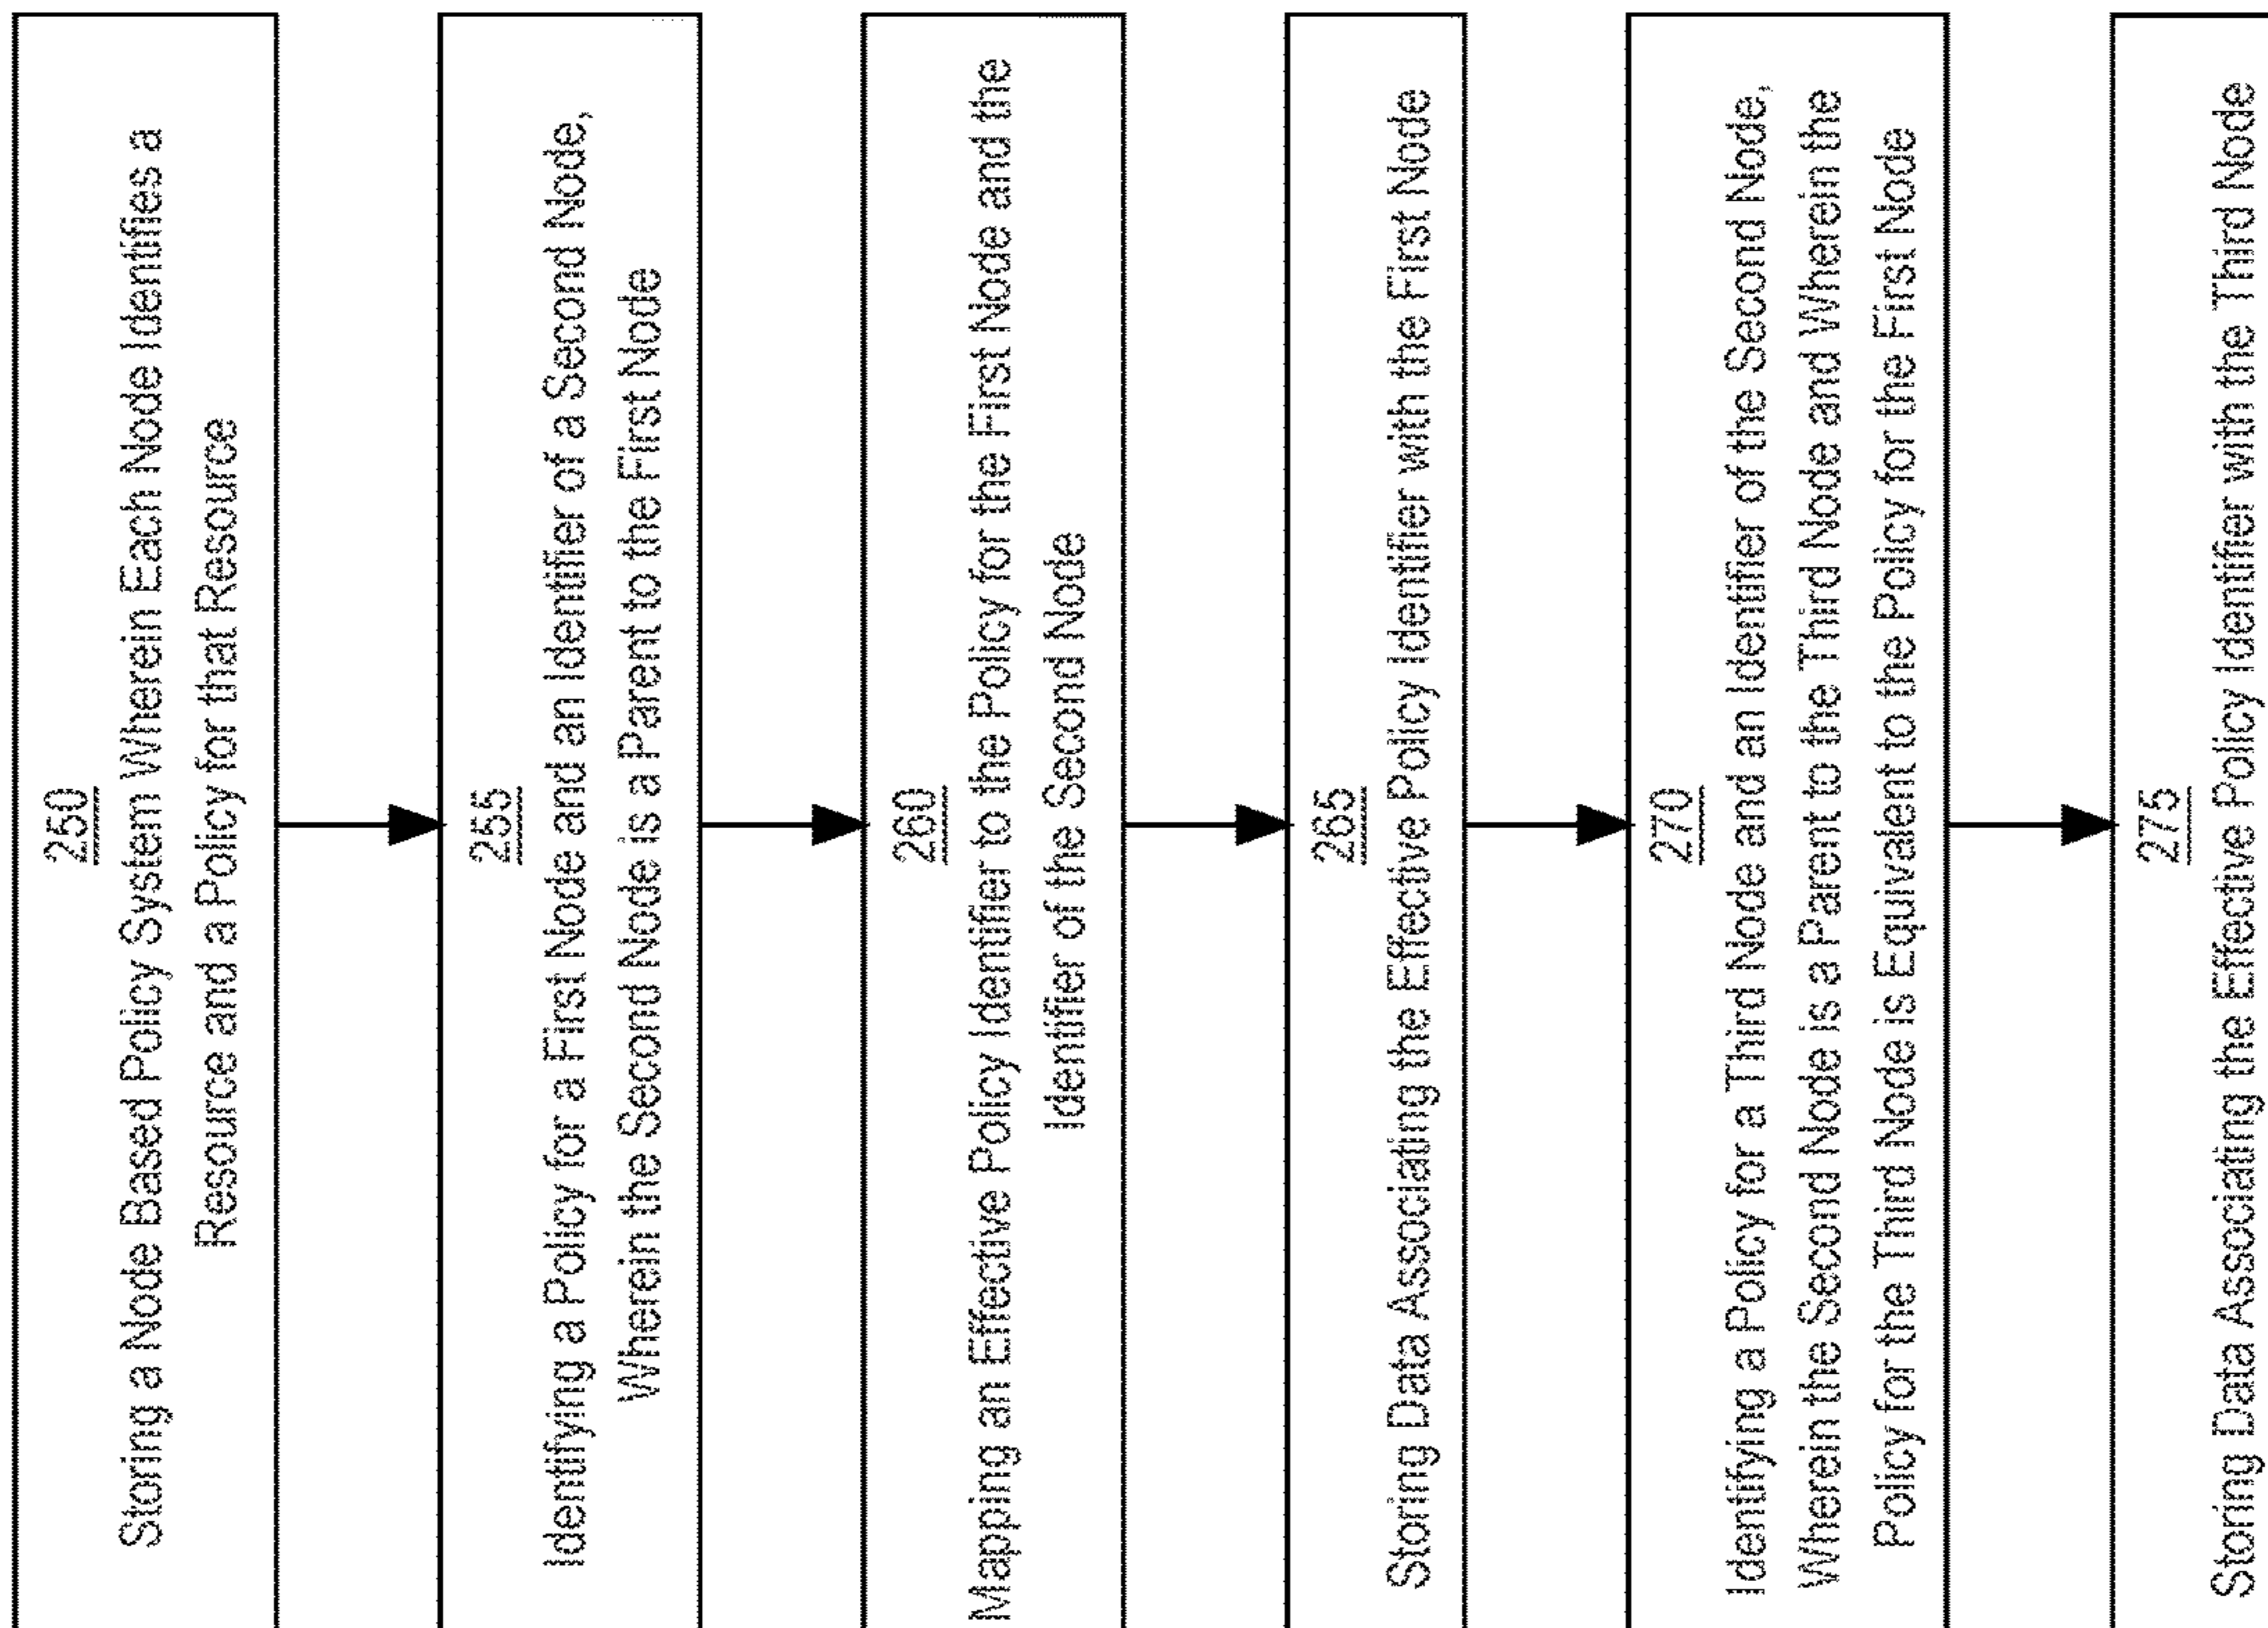 250
Storing a Node Based Policy System Wherein Each Node Identifies a
Resource and a Policy for that Resource
255
Identifying a Policy for a First Node and an Identifier of a Second Node,
Wherein the Second Node is a Parent to the First Node
260
Mapping an Effective Policy Identifier to the Policy for the First Node and the
Identifier of the Second Node
265
Storing Data Associating the Effective Policy Identifier with the First Node
270
Identifying a Policy for a Third Node and an Identifier of the Second Node,
Wherein the Second Node is a Parent to the Third Node and Wherein the
Policy for the Third Node is Equivalent to the Policy for the First Node
275
Storing Data Associating the Effective Policy Identifier with the Third Node